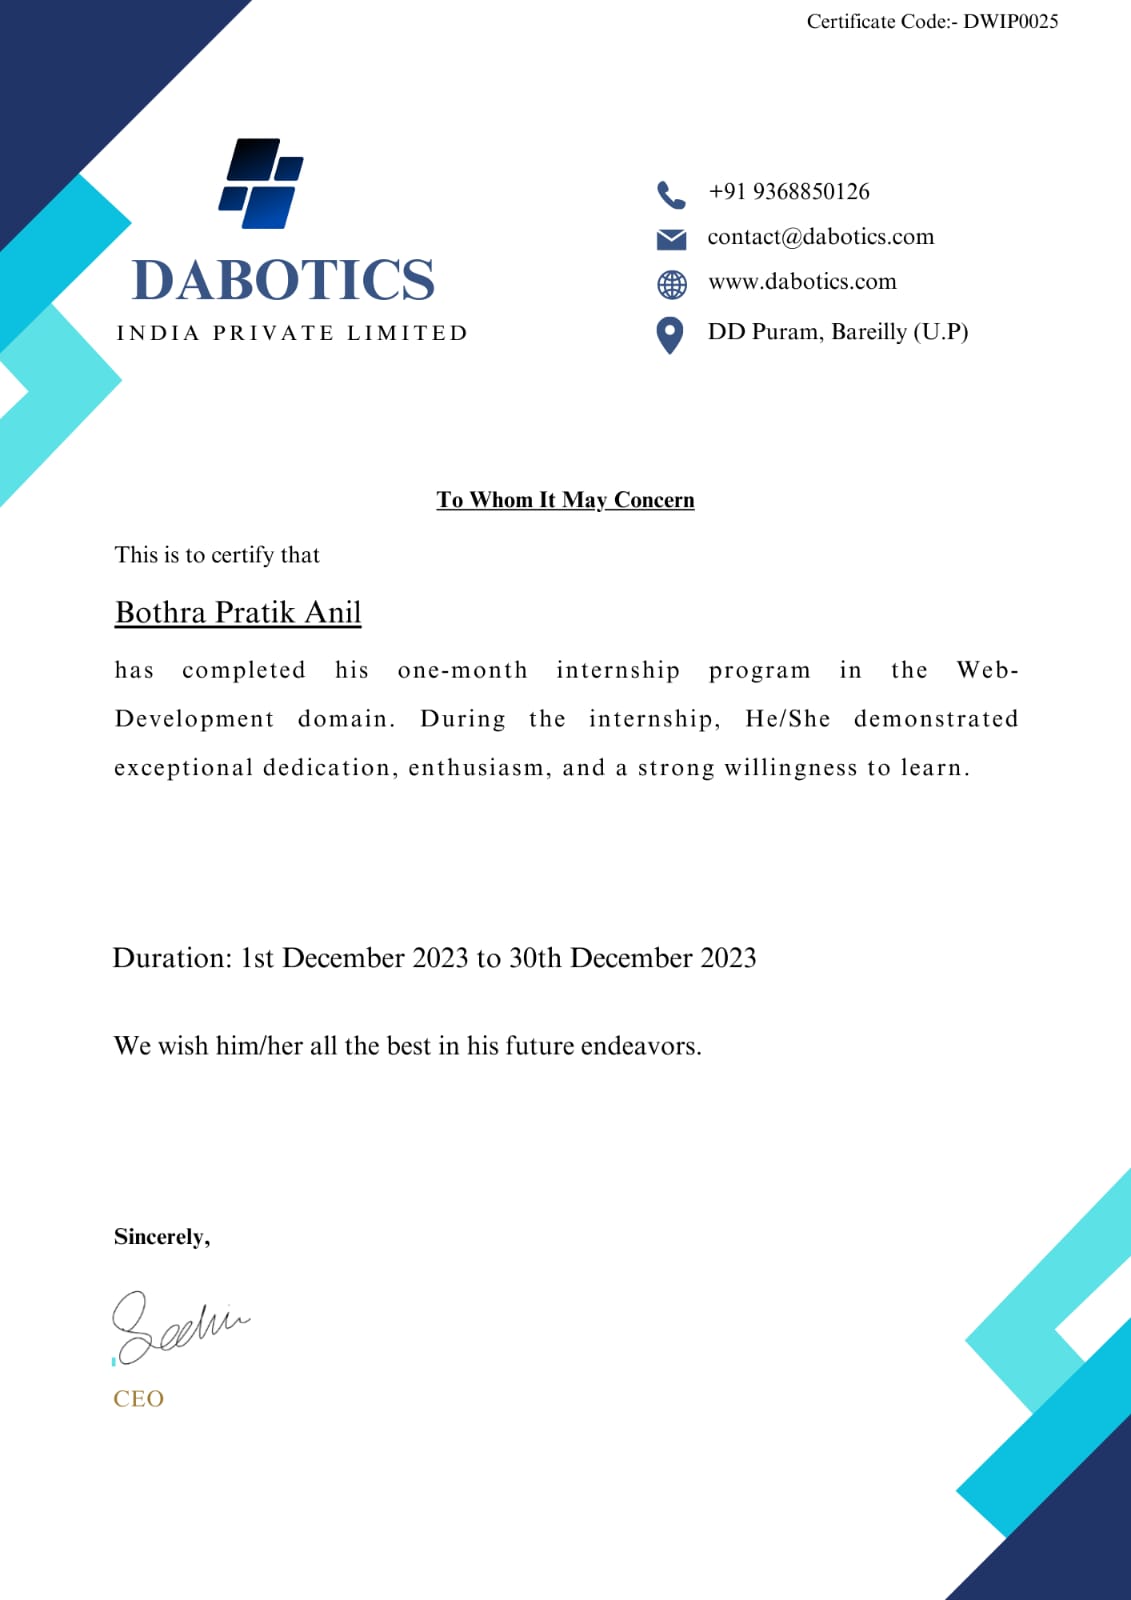 Certificate Code:- DWIP0025
DABOTICS
INDIA PRIVATE LIMITED
+91 9368850126
contact@dabotics.com
www.dabotics.com
DD Puram, Bareilly (U.P)
To Whom It May Concern
This is to certify that
Bothra Pratik Anil
has completed his one-month internship program in the Web-
Development domain. During the internship, He/She demonstrated
exceptional dedication, enthusiasm, and a strong willingness to learn.
Duration: 1st December 2023 to 30th December 2023
We wish him/her all the best in his future endeavors.
Sincerely,
CEO